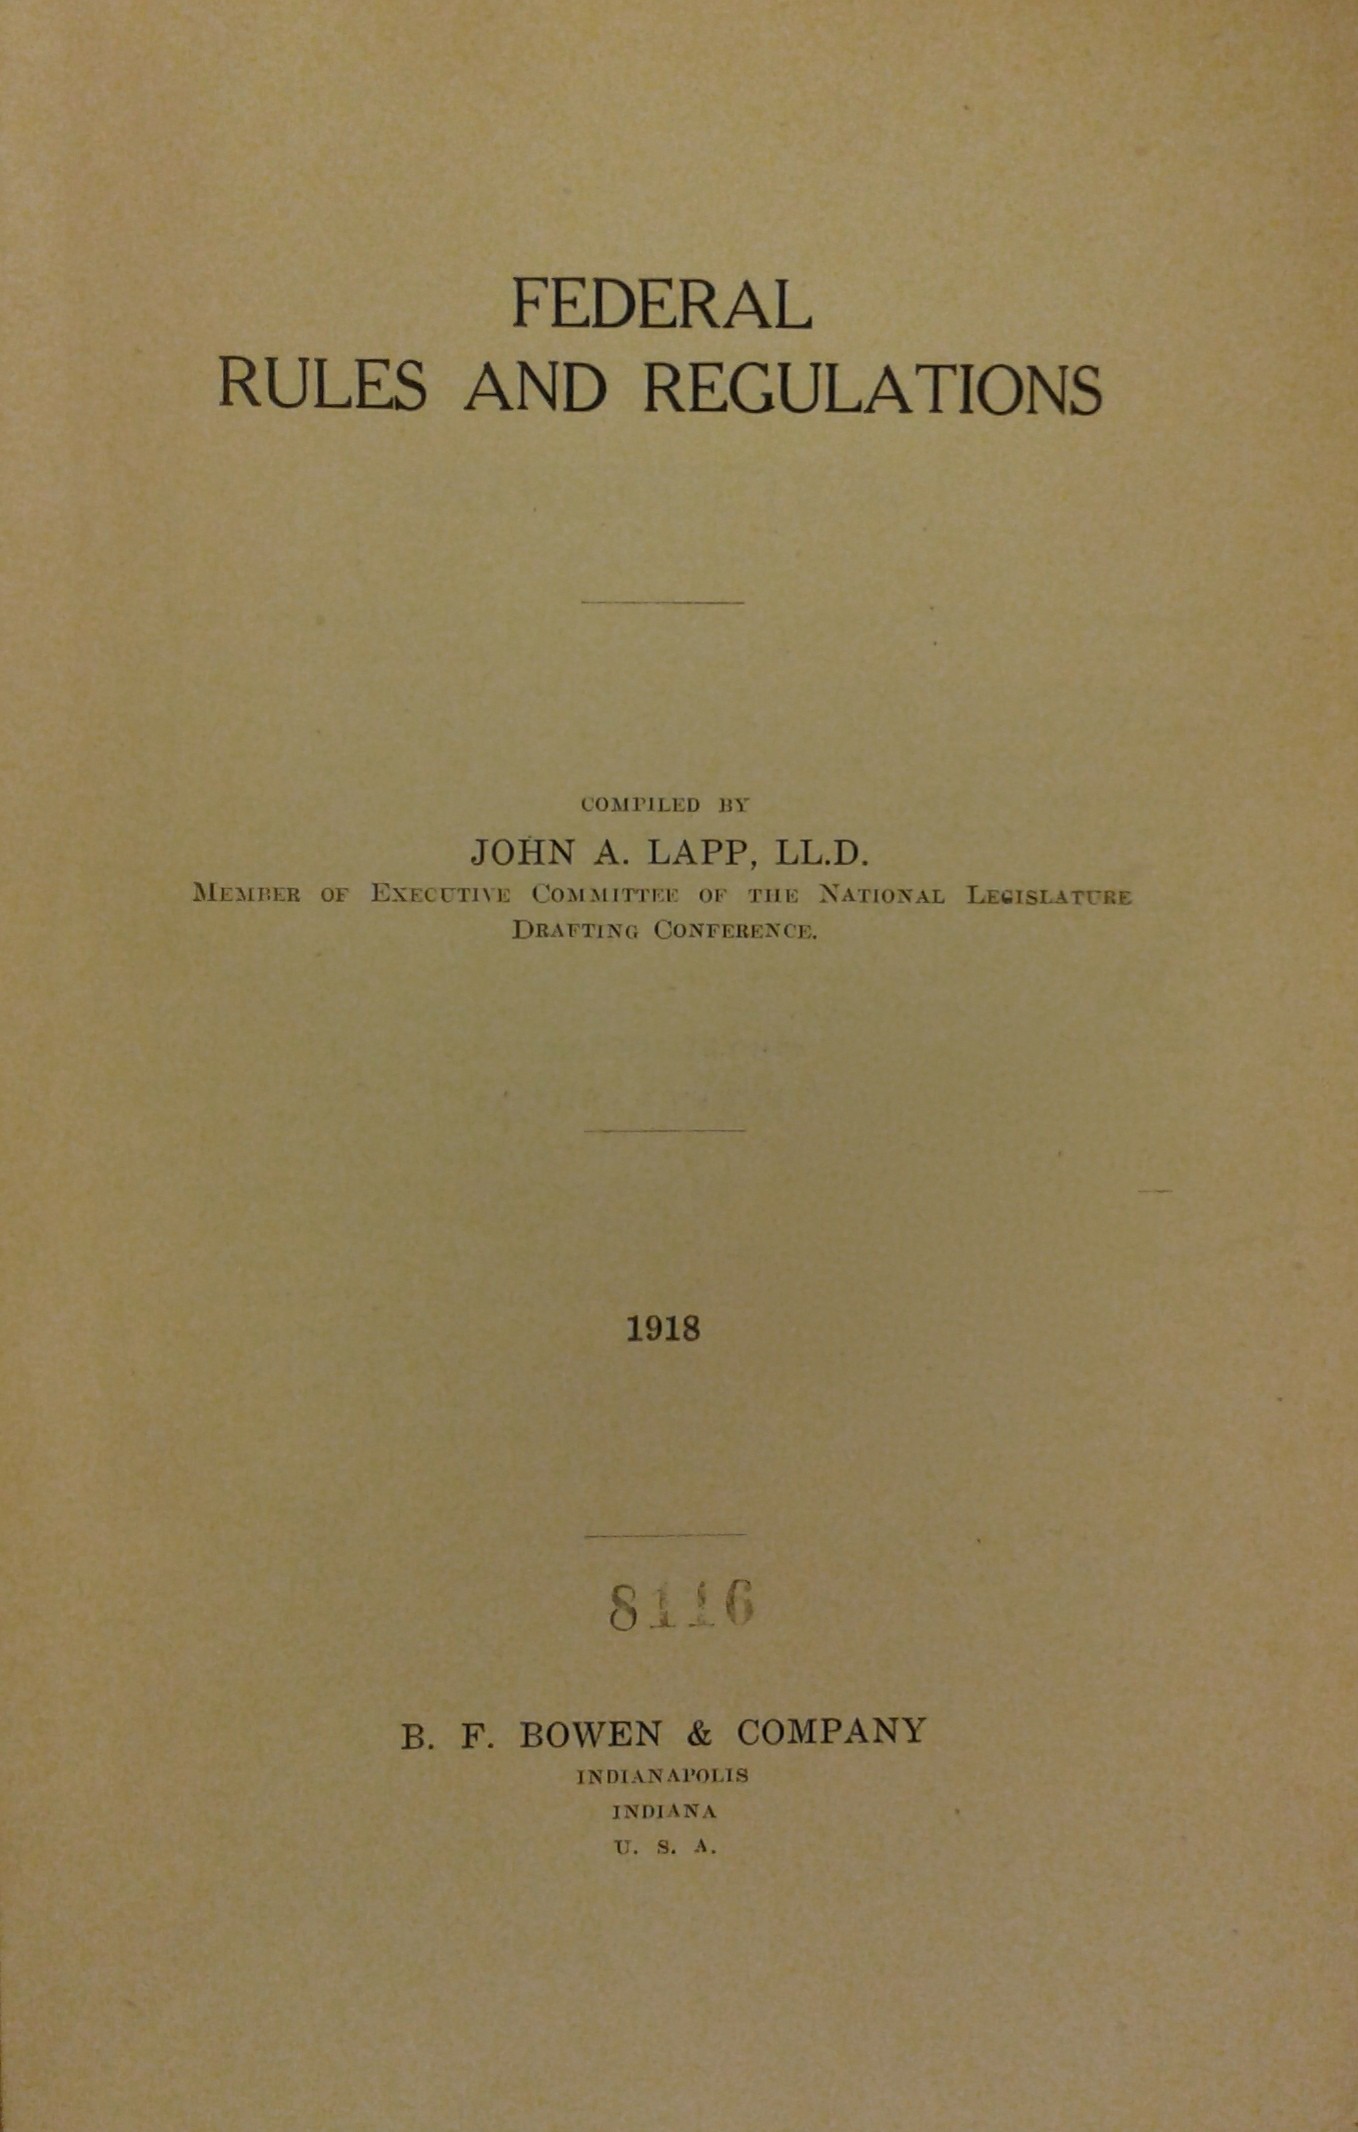 FEDERAL
RULES AND REGULATIONS
COMPILED BY
JOHN A. LAPP, LL.D.
MEMBER OF EXECUTIVE COMMITTEE OF THE NATIONAL LEGISLATURE
DRAFTING CONFERENCE.
1918
8116
B. F. BOWEN & COMPANY
INDIANAPOLIS
INDIANA
U. S. A.